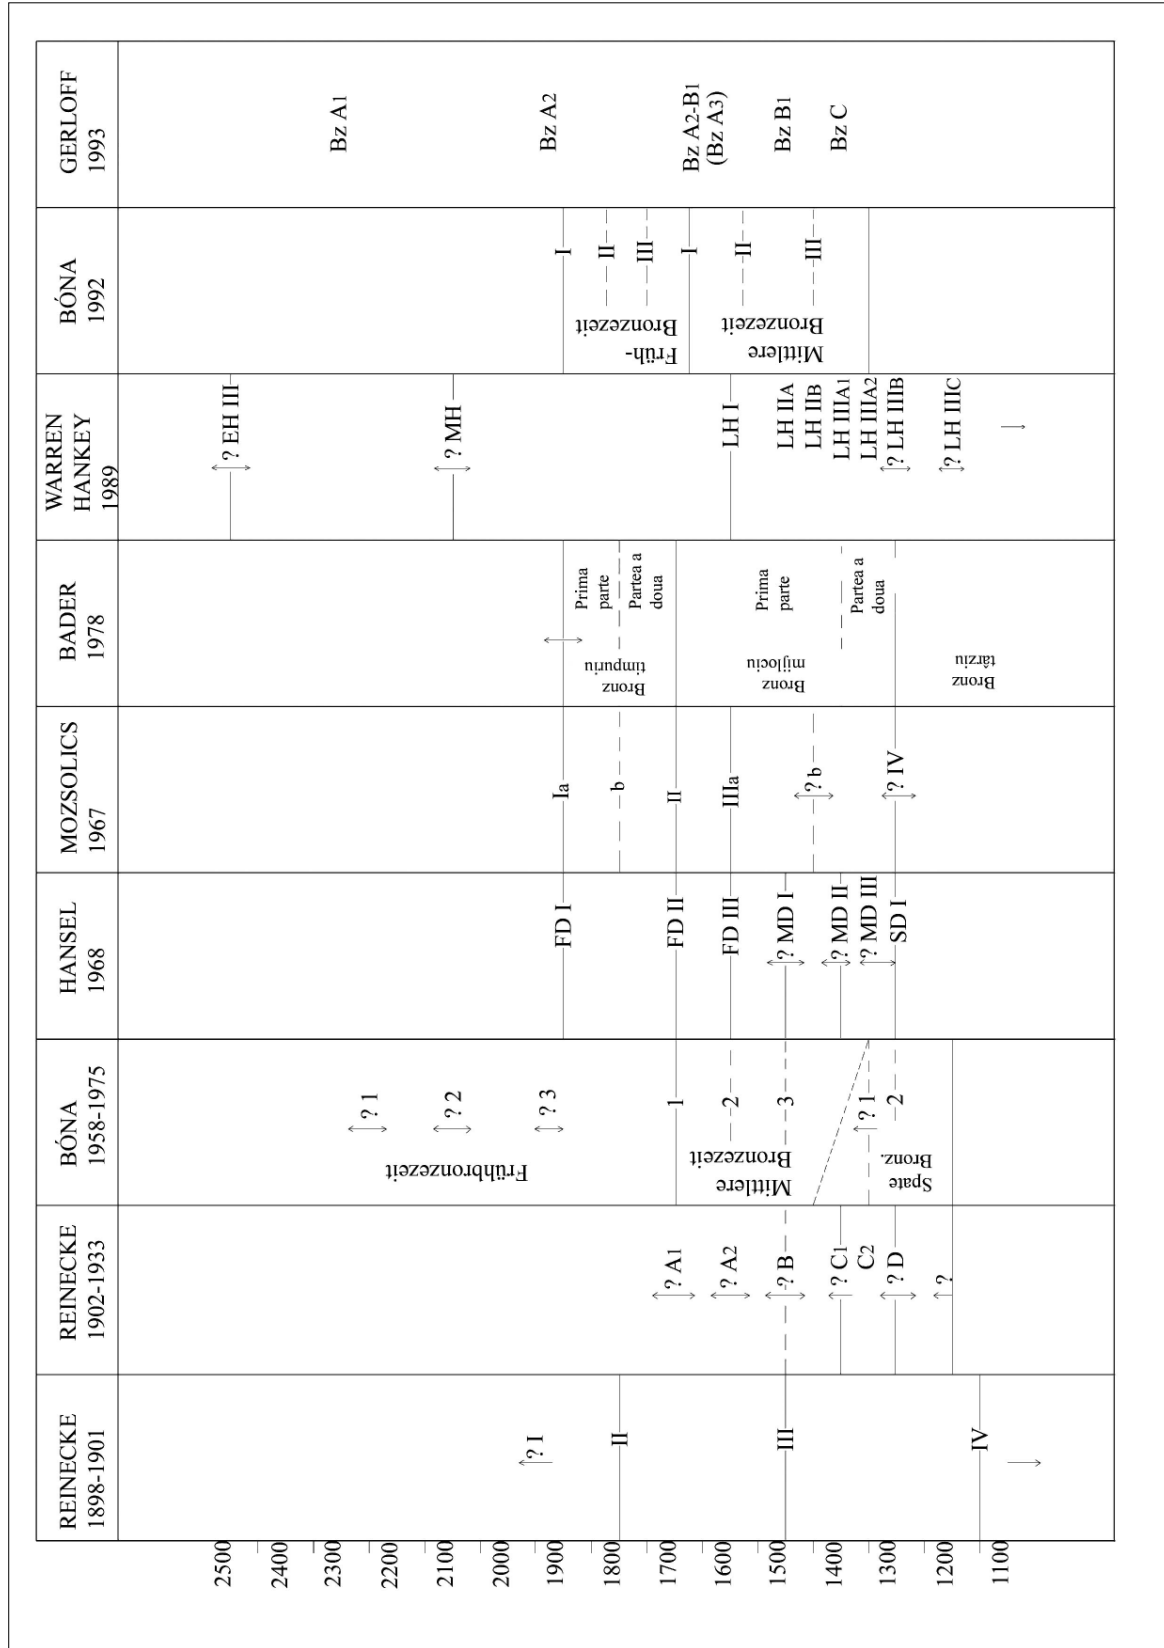 REINECKE
1898-1901
? I
II
III
IV
REINECKE
1902-1933
? A1
? A2
? B
? C1
C2
? D
?
BÓNA
1958-1975
Frühbronzezeit
? 1
? 2
? 3
Mittlere
Bronzezeit
1
2
3
Spate
Bronz.
? 1
2
HANSEL
1968
FD I
FD II
FD III
? MD I
? MD II
? MD III
SD I
MOZSOLICS
1967
Ia
b
II
IIIa
? b
? IV
BADER
1978
Bronz
timpuriu
Prima
parte
Partea a
doua
Bronz
mijlociu
Prima
parte
Partea a
doua
Bronz
târziu
WARREN
HANKEY
1989
? EH III
? MH
LH I
LH IIA
LH IIB
LH IIIA1
LH IIIA2
? LH IIIB
? LH IIIC
BÓNA
1992
Früh-
Bronzezeit
I
II
III
Mittlere
Bronzezeit
I
II
III
GERLOFF
1993
Bz A1
Bz A2
Bz A2-B1
(Bz A3)
Bz B1
Bz C
2500
2400
2300
2200
2100
2000
1900
1800
1700
1600
1500
1400
1300
1200
1100